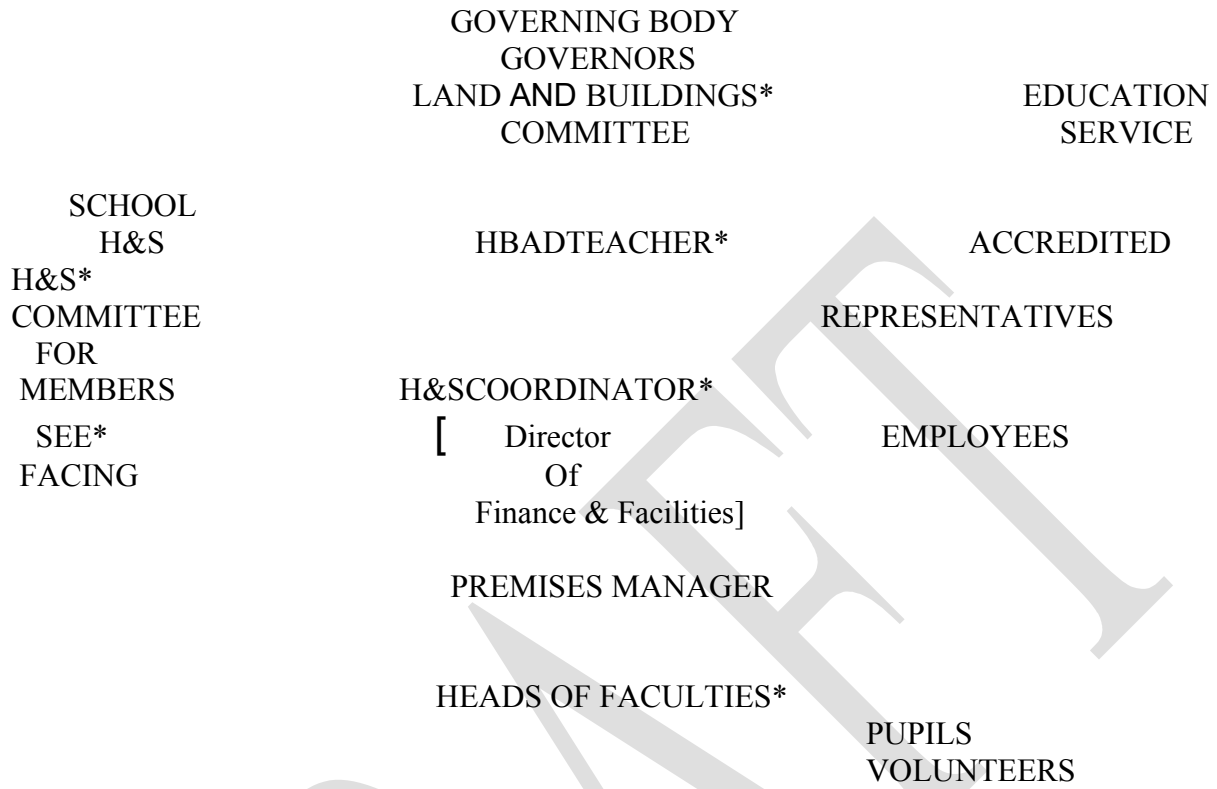 GOVERNING BODY
GOVERNORS
LAND AND BUILDINGS* EDUCATION
COMMITTEE SERVICE
SCHOOL
H&S HBADTEACHER* ACCREDITED
H&S*
COMMITTEE REPRESENTATIVES
FOR
MEMBERS H&SCOORDINATOR*
SEE* [ Director EMPLOYEES
FACING Of
Finance & Facilities]
PREMISES MANAGER
HEADS OF FACULTIES*
PUPILS
VOLUNTEERS